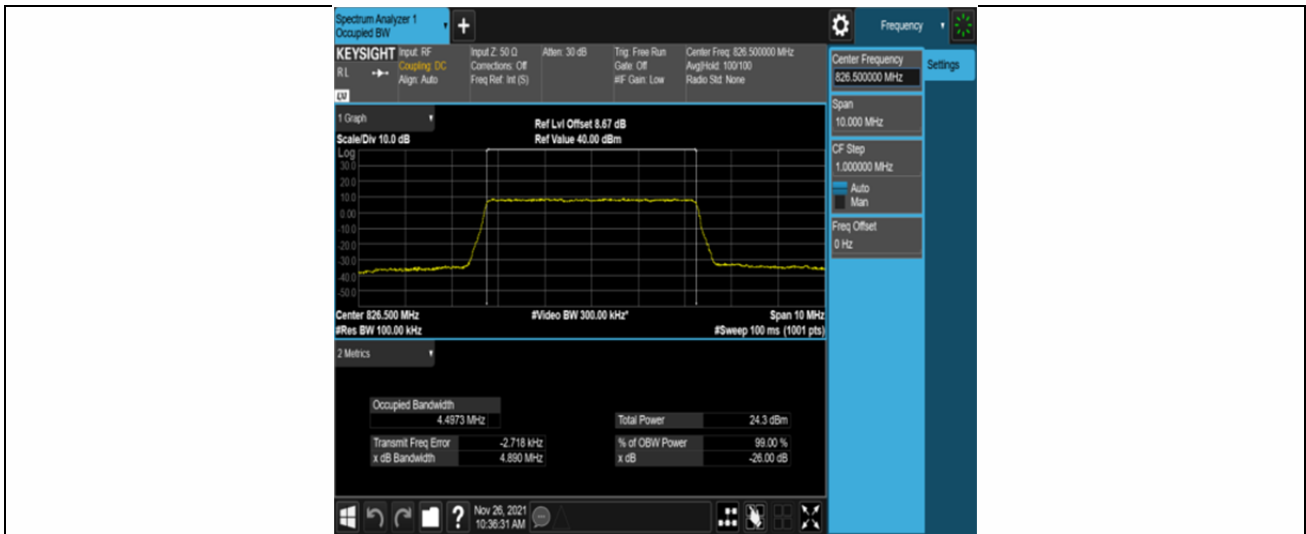 Spectrum Analyzer 1
Occupied BW
Frequency
KEYSIGHT
R L
Input: RF
Coupling: DC
Align: Auto
Input Z: 50 Ω
Corrections: Off
Freq Ref: Int (S)
Atten: 30 dB
Trig: Free Run
Gate: Off
#IF Gain: Low
Center Freq: 826.500000 MHz
Avg|Hold: 100/100
Radio Std: None
Center Frequency
826.500000 MHz
Settings
Span
10.000 MHz
CF Step
1.000000 MHz
Auto
Man
Freq Offset
0 Hz
1 Graph
Ref Lvl Offset 8.67 dB
Scale/Div 10.0 dB
Ref Value 40.00 dBm
Log
30.0
20.0
10.0
0.00
-10.0
-20.0
-30.0
-40.0
-50.0
Center 826.500 MHz
#Video BW 300.00 kHz*
Span 10 MHz
#Res BW 100.00 kHz
#Sweep 100 ms (1001 pts)
2 Metrics
Occupied Bandwidth
4.4973 MHz
Total Power 24.3 dBm
Transmit Freq Error -2.718 kHz
% of OBW Power 99.00 %
x dB Bandwidth 4.890 MHz
x dB -26.00 dB
Nov 26, 2021
10:36:31 AM